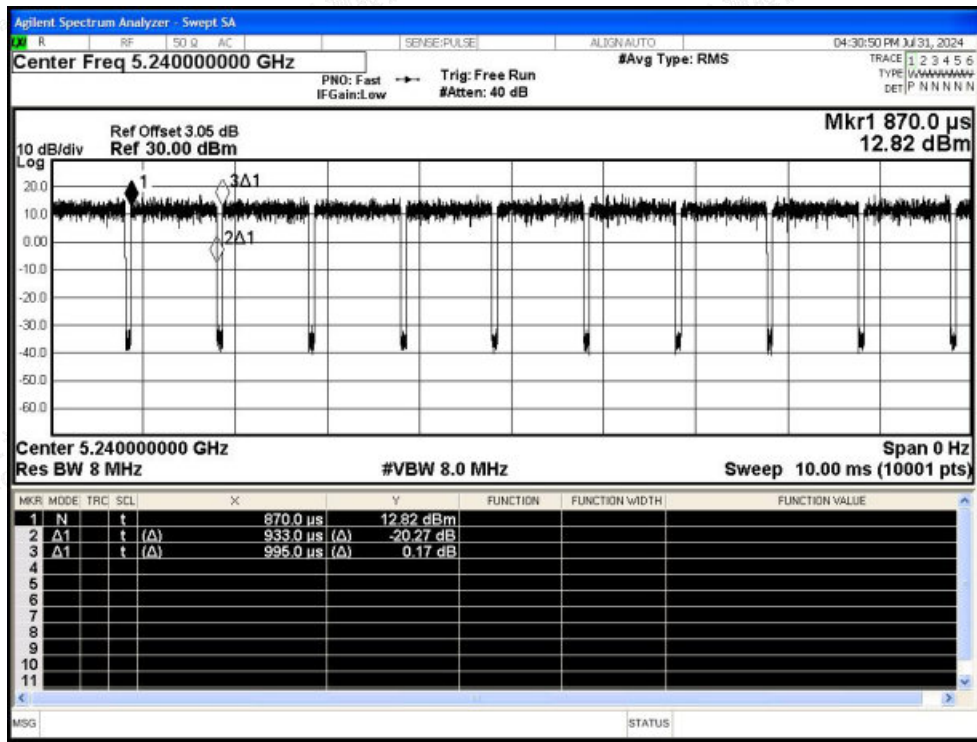 Agilent Spectrum Analyzer - Swept SA
R RF 50 Ω AC SENSE:PULSE ALIGN AUTO 04:30:50 PM Jul 31, 2024
Center Freq 5.240000000 GHz
#Avg Type: RMS
TRACE 1 2 3 4 5 6
TYPE
DET P N N N N N
PNO: Fast
IFGain:Low
Trig: Free Run
#Atten: 40 dB
Mkr1 870.0 µs
12.82 dBm
Ref Offset 3.05 dB
10 dB/div Ref 30.00 dBm
Log
20.0
10.0
0.00
-10.0
-20.0
-30.0
-40.0
-50.0
-60.0
1
3Δ1
2Δ1
Center 5.240000000 GHz Span 0 Hz
Res BW 8 MHz #VBW 8.0 MHz Sweep 10.00 ms (10001 pts)
MKR MODE TRC SCL X Y FUNCTION FUNCTION WIDTH FUNCTION VALUE
1 N t 870.0 µs 12.82 dBm
2 Δ1 t (Δ) 933.0 µs (Δ) -20.27 dB
3 Δ1 t (Δ) 995.0 µs (Δ) 0.17 dB
4
5
6
7
8
9
10
11
MSG STATUS